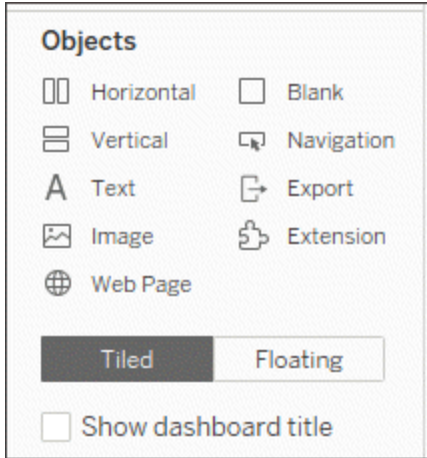 Objects
Horizontal Blank
Vertical Navigation
Text Export
Image Extension
Web Page
Tiled Floating
Show dashboard title